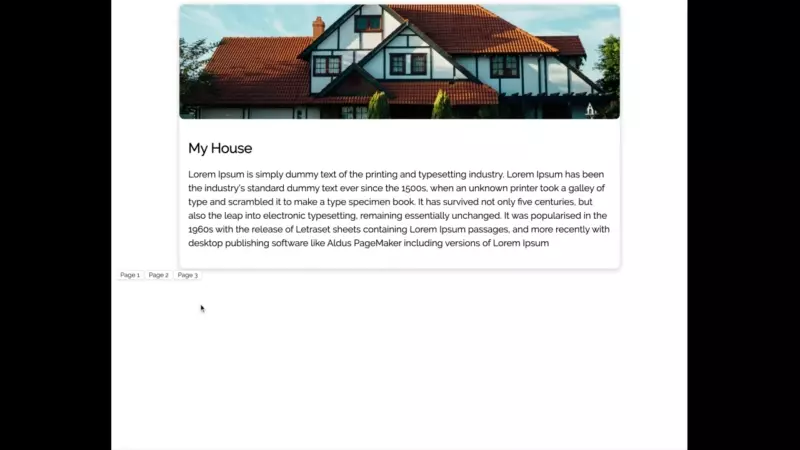 My House
Lorem Ipsum is simply dummy text of the printing and typesetting industry. Lorem Ipsum has been
the industry's standard dummy text ever since the 1500s, when an unknown printer took a galley of
type and scrambled it to make a type specimen book. It has survived not only five centuries, but
also the leap into electronic typesetting, remaining essentially unchanged. It was popularised in the
1960s with the release of Letraset sheets containing Lorem Ipsum passages, and more recently with
desktop publishing software like Aldus PageMaker including versions of Lorem Ipsum
Page 1 Page 2 Page 3